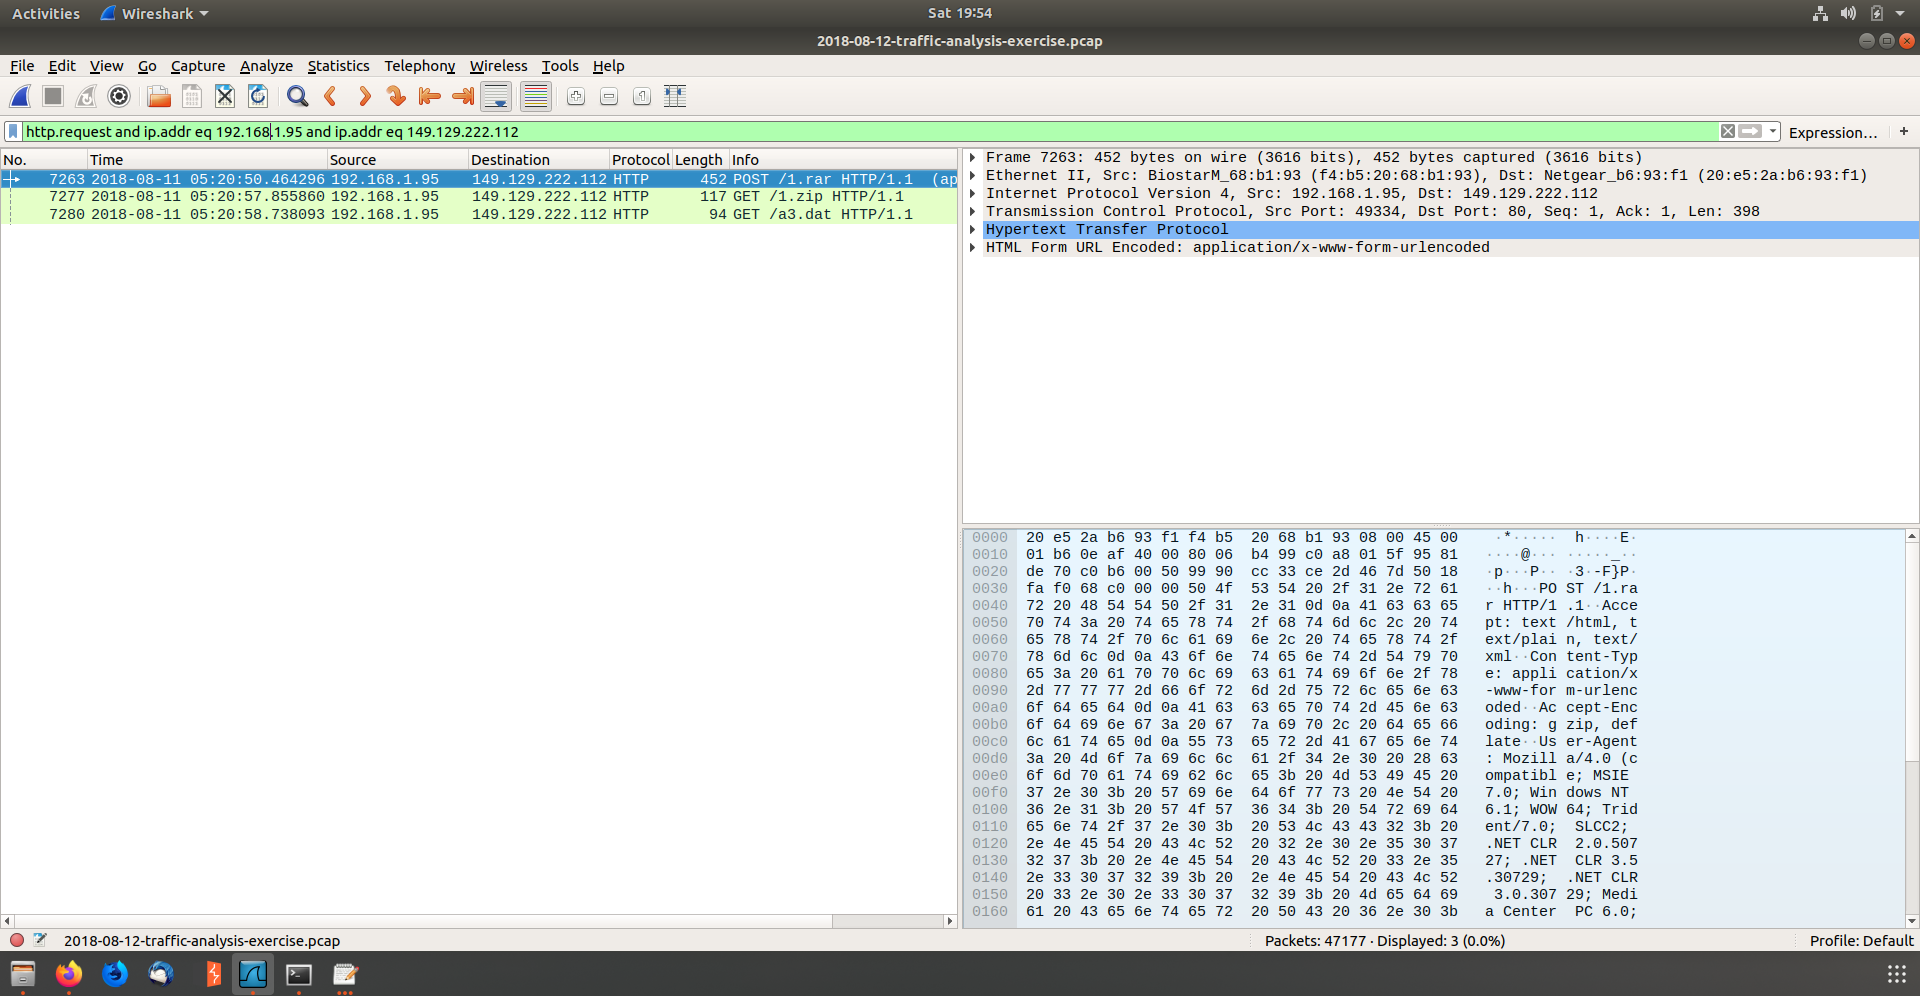 Activities Wireshark Sat 19:54
2018-08-12-traffic-analysis-exercise.pcap
File Edit View Go Capture Analyze Statistics Telephony Wireless Tools Help
http.request and ip.addr eq 192.168.1.95 and ip.addr eq 149.129.222.112 Expression… +
No. Time Source Destination Protocol Length Info
7263 2018-08-11 05:20:50.464296 192.168.1.95 149.129.222.112 HTTP 452 POST /1.rar HTTP/1.1 (ap
7277 2018-08-11 05:20:57.855860 192.168.1.95 149.129.222.112 HTTP 117 GET /1.zip HTTP/1.1
7280 2018-08-11 05:20:58.738093 192.168.1.95 149.129.222.112 HTTP 94 GET /a3.dat HTTP/1.1
Frame 7263: 452 bytes on wire (3616 bits), 452 bytes captured (3616 bits)
Ethernet II, Src: BiostarM_68:b1:93 (f4:b5:20:68:b1:93), Dst: Netgear_b6:93:f1 (20:e5:2a:b6:93:f1)
Internet Protocol Version 4, Src: 192.168.1.95, Dst: 149.129.222.112
Transmission Control Protocol, Src Port: 49334, Dst Port: 80, Seq: 1, Ack: 1, Len: 398
Hypertext Transfer Protocol
HTML Form URL Encoded: application/x-www-form-urlencoded
0000 20 e5 2a b6 93 f1 f4 b5 20 68 b1 93 08 00 45 00 ·*····· h····E·
0010 01 b6 0e af 40 00 80 06 b4 99 c0 a8 01 5f 95 81 ····@··· ·····_··
0020 de 70 c0 b6 00 50 99 90 cc 33 ce 2d 46 7d 50 18 ·p···P·· ·3·-F}P·
0030 fa f0 68 c0 00 00 50 4f 53 54 20 2f 31 2e 72 61 ··h···PO ST /1.ra
0040 72 20 48 54 54 50 2f 31 2e 31 0d 0a 41 63 63 65 r HTTP/1 .1··Acce
0050 70 74 3a 20 74 65 78 74 2f 68 74 6d 6c 2c 20 74 pt: text /html, t
0060 65 78 74 2f 70 6c 61 69 6e 2c 20 74 65 78 74 2f ext/plai n, text/
0070 78 6d 6c 0d 0a 43 6f 6e 74 65 6e 74 2d 54 79 70 xml··Con tent-Typ
0080 65 3a 20 61 70 70 6c 69 63 61 74 69 6f 6e 2f 78 e: appli cation/x
0090 2d 77 77 77 2d 66 6f 72 6d 2d 75 72 6c 65 6e 63 -www-for m-urlenc
00a0 6f 64 65 64 0d 0a 41 63 63 65 70 74 2d 45 6e 63 oded··Ac cept-Enc
00b0 6f 64 69 6e 67 3a 20 67 7a 69 70 2c 20 64 65 66 oding: g zip, def
00c0 6c 61 74 65 0d 0a 55 73 65 72 2d 41 67 65 6e 74 late··Us er-Agent
00d0 3a 20 4d 6f 7a 69 6c 6c 61 2f 34 2e 30 20 28 63 : Mozill a/4.0 (c
00e0 6f 6d 70 61 74 69 62 6c 65 3b 20 4d 53 49 45 20 ompatibl e; MSIE
00f0 37 2e 30 3b 20 57 69 6e 64 6f 77 73 20 4e 54 20 7.0; Win dows NT
0100 36 2e 31 3b 20 57 4f 57 36 34 3b 20 54 72 69 64 6.1; WOW 64; Trid
0110 65 6e 74 2f 37 2e 30 3b 20 53 4c 43 43 32 3b 20 ent/7.0; SLCC2;
0120 2e 4e 45 54 20 43 4c 52 20 32 2e 30 2e 35 30 37 .NET CLR 2.0.507
0130 32 37 3b 20 2e 4e 45 54 20 43 4c 52 20 33 2e 35 27; .NET CLR 3.5
0140 2e 33 30 37 32 39 3b 20 2e 4e 45 54 20 43 4c 52 .30729; .NET CLR
0150 20 33 2e 30 2e 33 30 37 32 39 3b 20 4d 65 64 69 3.0.307 29; Medi
0160 61 20 43 65 6e 74 65 72 20 50 43 20 36 2e 30 3b a Center PC 6.0;
2018-08-12-traffic-analysis-exercise.pcap Packets: 47177 · Displayed: 3 (0.0%) Profile: Default